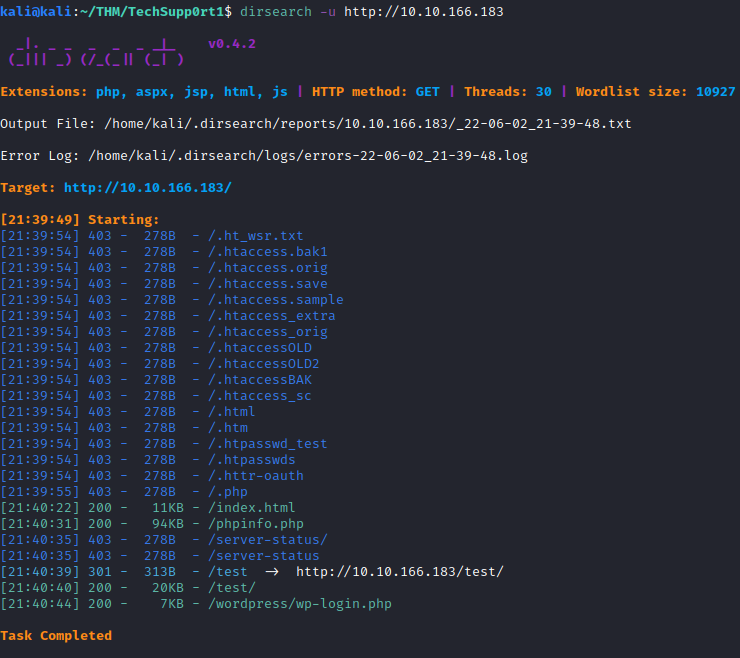 kali@kali:~/THM/TechSupp0rt1$ dirsearch -u http://10.10.166.183
_|. _ _  _  _  _ _|_    v0.4.2
(_||| _) (/_(_|| (_| )
Extensions: php, aspx, jsp, html, js | HTTP method: GET | Threads: 30 | Wordlist size: 10927
Output File: /home/kali/.dirsearch/reports/10.10.166.183/_22-06-02_21-39-48.txt
Error Log: /home/kali/.dirsearch/logs/errors-22-06-02_21-39-48.log
Target: http://10.10.166.183/
[21:39:49] Starting:
[21:39:54] 403 -  278B  - /.ht_wsr.txt
[21:39:54] 403 -  278B  - /.htaccess.bak1
[21:39:54] 403 -  278B  - /.htaccess.orig
[21:39:54] 403 -  278B  - /.htaccess.save
[21:39:54] 403 -  278B  - /.htaccess.sample
[21:39:54] 403 -  278B  - /.htaccess_extra
[21:39:54] 403 -  278B  - /.htaccess_orig
[21:39:54] 403 -  278B  - /.htaccessOLD
[21:39:54] 403 -  278B  - /.htaccessOLD2
[21:39:54] 403 -  278B  - /.htaccessBAK
[21:39:54] 403 -  278B  - /.htaccess_sc
[21:39:54] 403 -  278B  - /.html
[21:39:54] 403 -  278B  - /.htm
[21:39:54] 403 -  278B  - /.htpasswd_test
[21:39:54] 403 -  278B  - /.htpasswds
[21:39:54] 403 -  278B  - /.httr-oauth
[21:39:55] 403 -  278B  - /.php
[21:40:22] 200 -   11KB - /index.html
[21:40:31] 200 -   94KB - /phpinfo.php
[21:40:35] 403 -  278B  - /server-status/
[21:40:35] 403 -  278B  - /server-status
[21:40:39] 301 -  313B  - /test  →  http://10.10.166.183/test/
[21:40:40] 200 -   20KB - /test/
[21:40:44] 200 -    7KB - /wordpress/wp-login.php
Task Completed